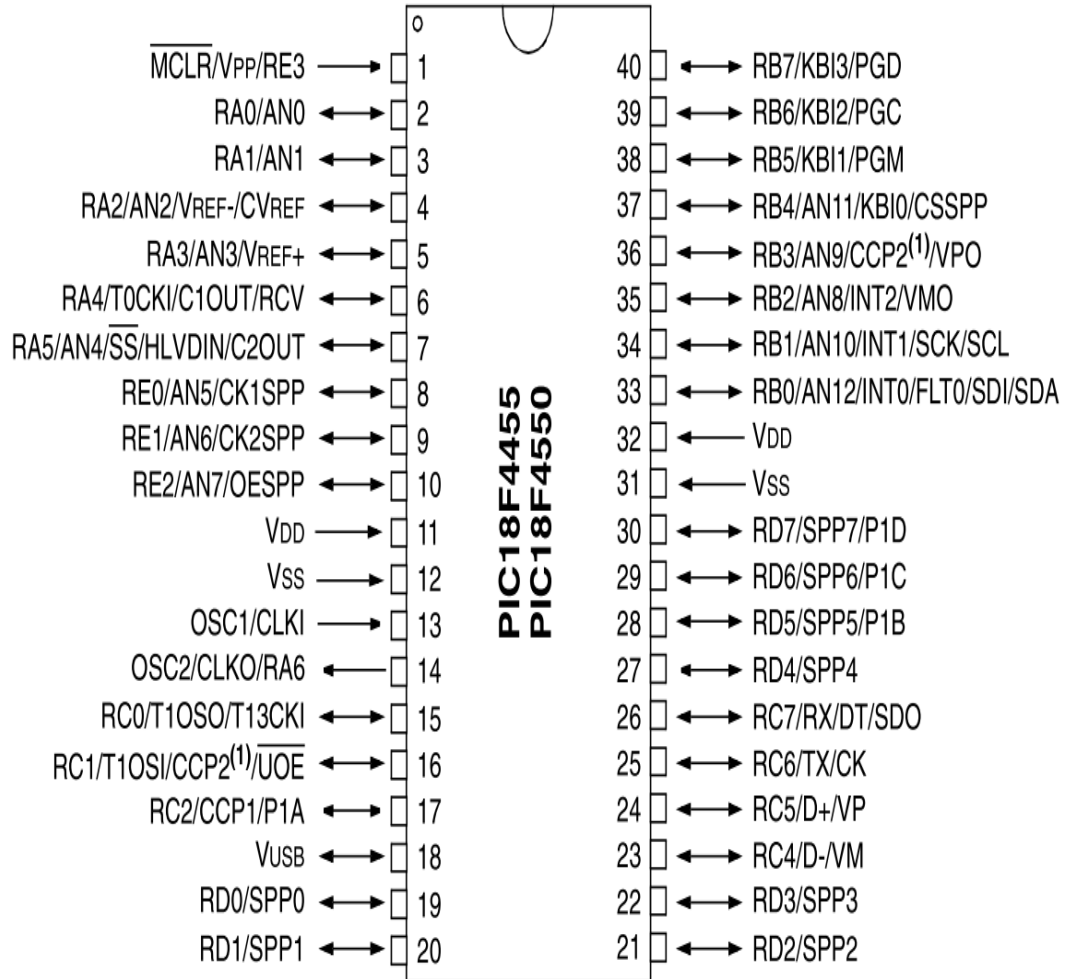 MCLR/VPP/RE3 1
RA0/AN0 2
RA1/AN1 3
RA2/AN2/VREF-/CVREF 4
RA3/AN3/VREF+ 5
RA4/T0CKI/C1OUT/RCV 6
RA5/AN4/SS/HLVDIN/C2OUT 7
RE0/AN5/CK1SPP 8
RE1/AN6/CK2SPP 9
RE2/AN7/OESPP 10
VDD 11
VSS 12
OSC1/CLKI 13
OSC2/CLKO/RA6 14
RC0/T1OSO/T13CKI 15
RC1/T1OSI/CCP2(1)/UOE 16
RC2/CCP1/P1A 17
VUSB 18
RD0/SPP0 19
RD1/SPP1 20
PIC18F4455
PIC18F4550
40 RB7/KBI3/PGD
39 RB6/KBI2/PGC
38 RB5/KBI1/PGM
37 RB4/AN11/KBI0/CSSPP
36 RB3/AN9/CCP2(1)/VPO
35 RB2/AN8/INT2/VMO
34 RB1/AN10/INT1/SCK/SCL
33 RB0/AN12/INT0/FLT0/SDI/SDA
32 VDD
31 VSS
30 RD7/SPP7/P1D
29 RD6/SPP6/P1C
28 RD5/SPP5/P1B
27 RD4/SPP4
26 RC7/RX/DT/SDO
25 RC6/TX/CK
24 RC5/D+/VP
23 RC4/D-/VM
22 RD3/SPP3
21 RD2/SPP2